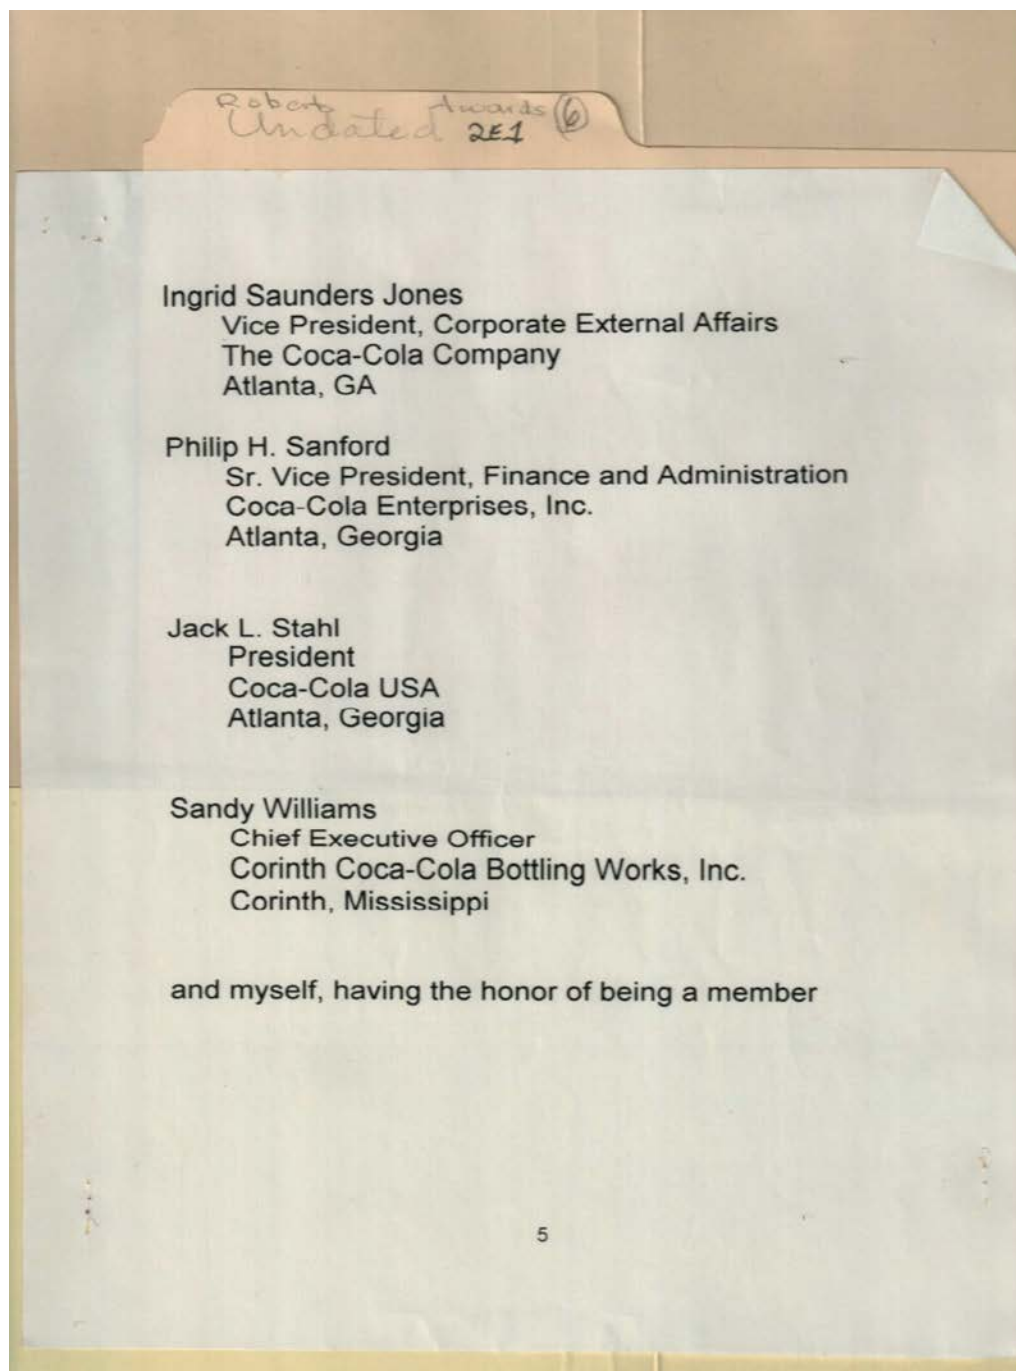 Robert Awards 6
Undated 2E1
Ingrid Saunders Jones
Vice President, Corporate External Affairs
The Coca-Cola Company
Atlanta, GA
Philip H. Sanford
Sr. Vice President, Finance and Administration
Coca-Cola Enterprises, Inc.
Atlanta, Georgia
Jack L. Stahl
President
Coca-Cola USA
Atlanta, Georgia
Sandy Williams
Chief Executive Officer
Corinth Coca-Cola Bottling Works, Inc.
Corinth, Mississippi
and myself, having the honor of being a member
5